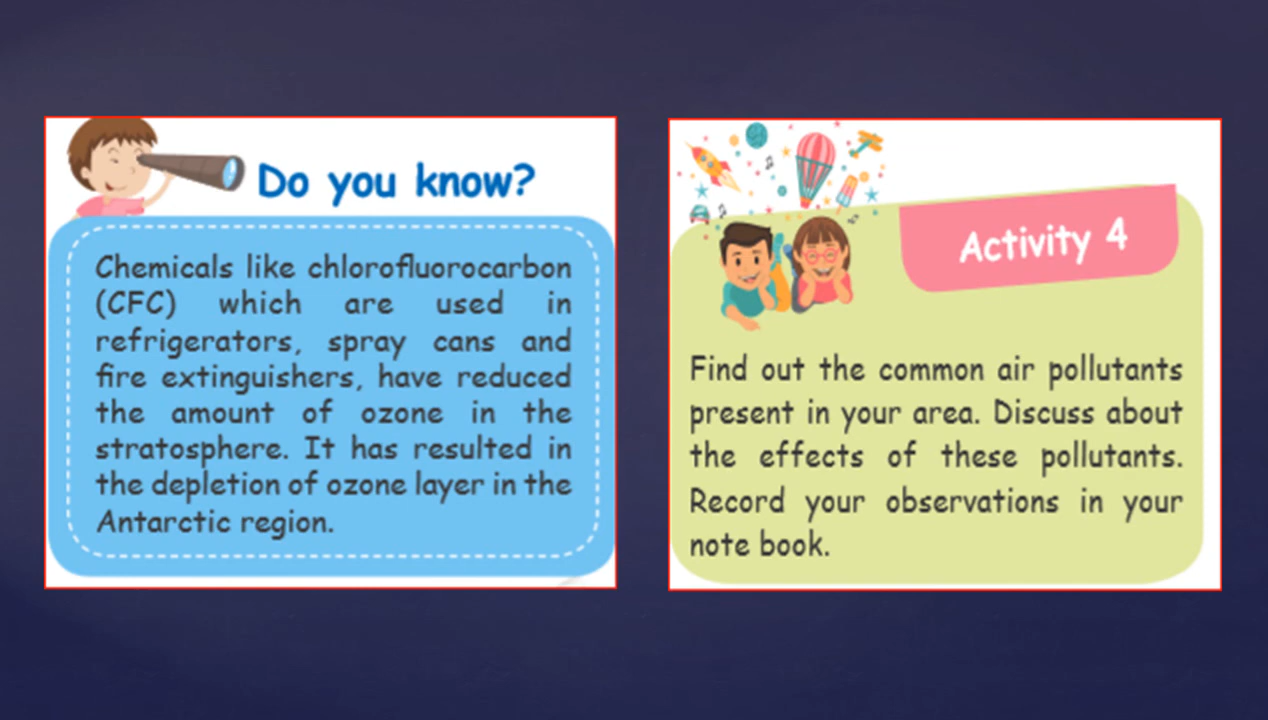 Do you know?
Chemicals like chlorofluorocarbon
(CFC) which are used in
refrigerators, spray cans and
fire extinguishers, have reduced
the amount of ozone in the
stratosphere. It has resulted in
the depletion of ozone layer in the
Antarctic region.
Activity 4
Find out the common air pollutants
present in your area. Discuss about
the effects of these pollutants.
Record your observations in your
note book.